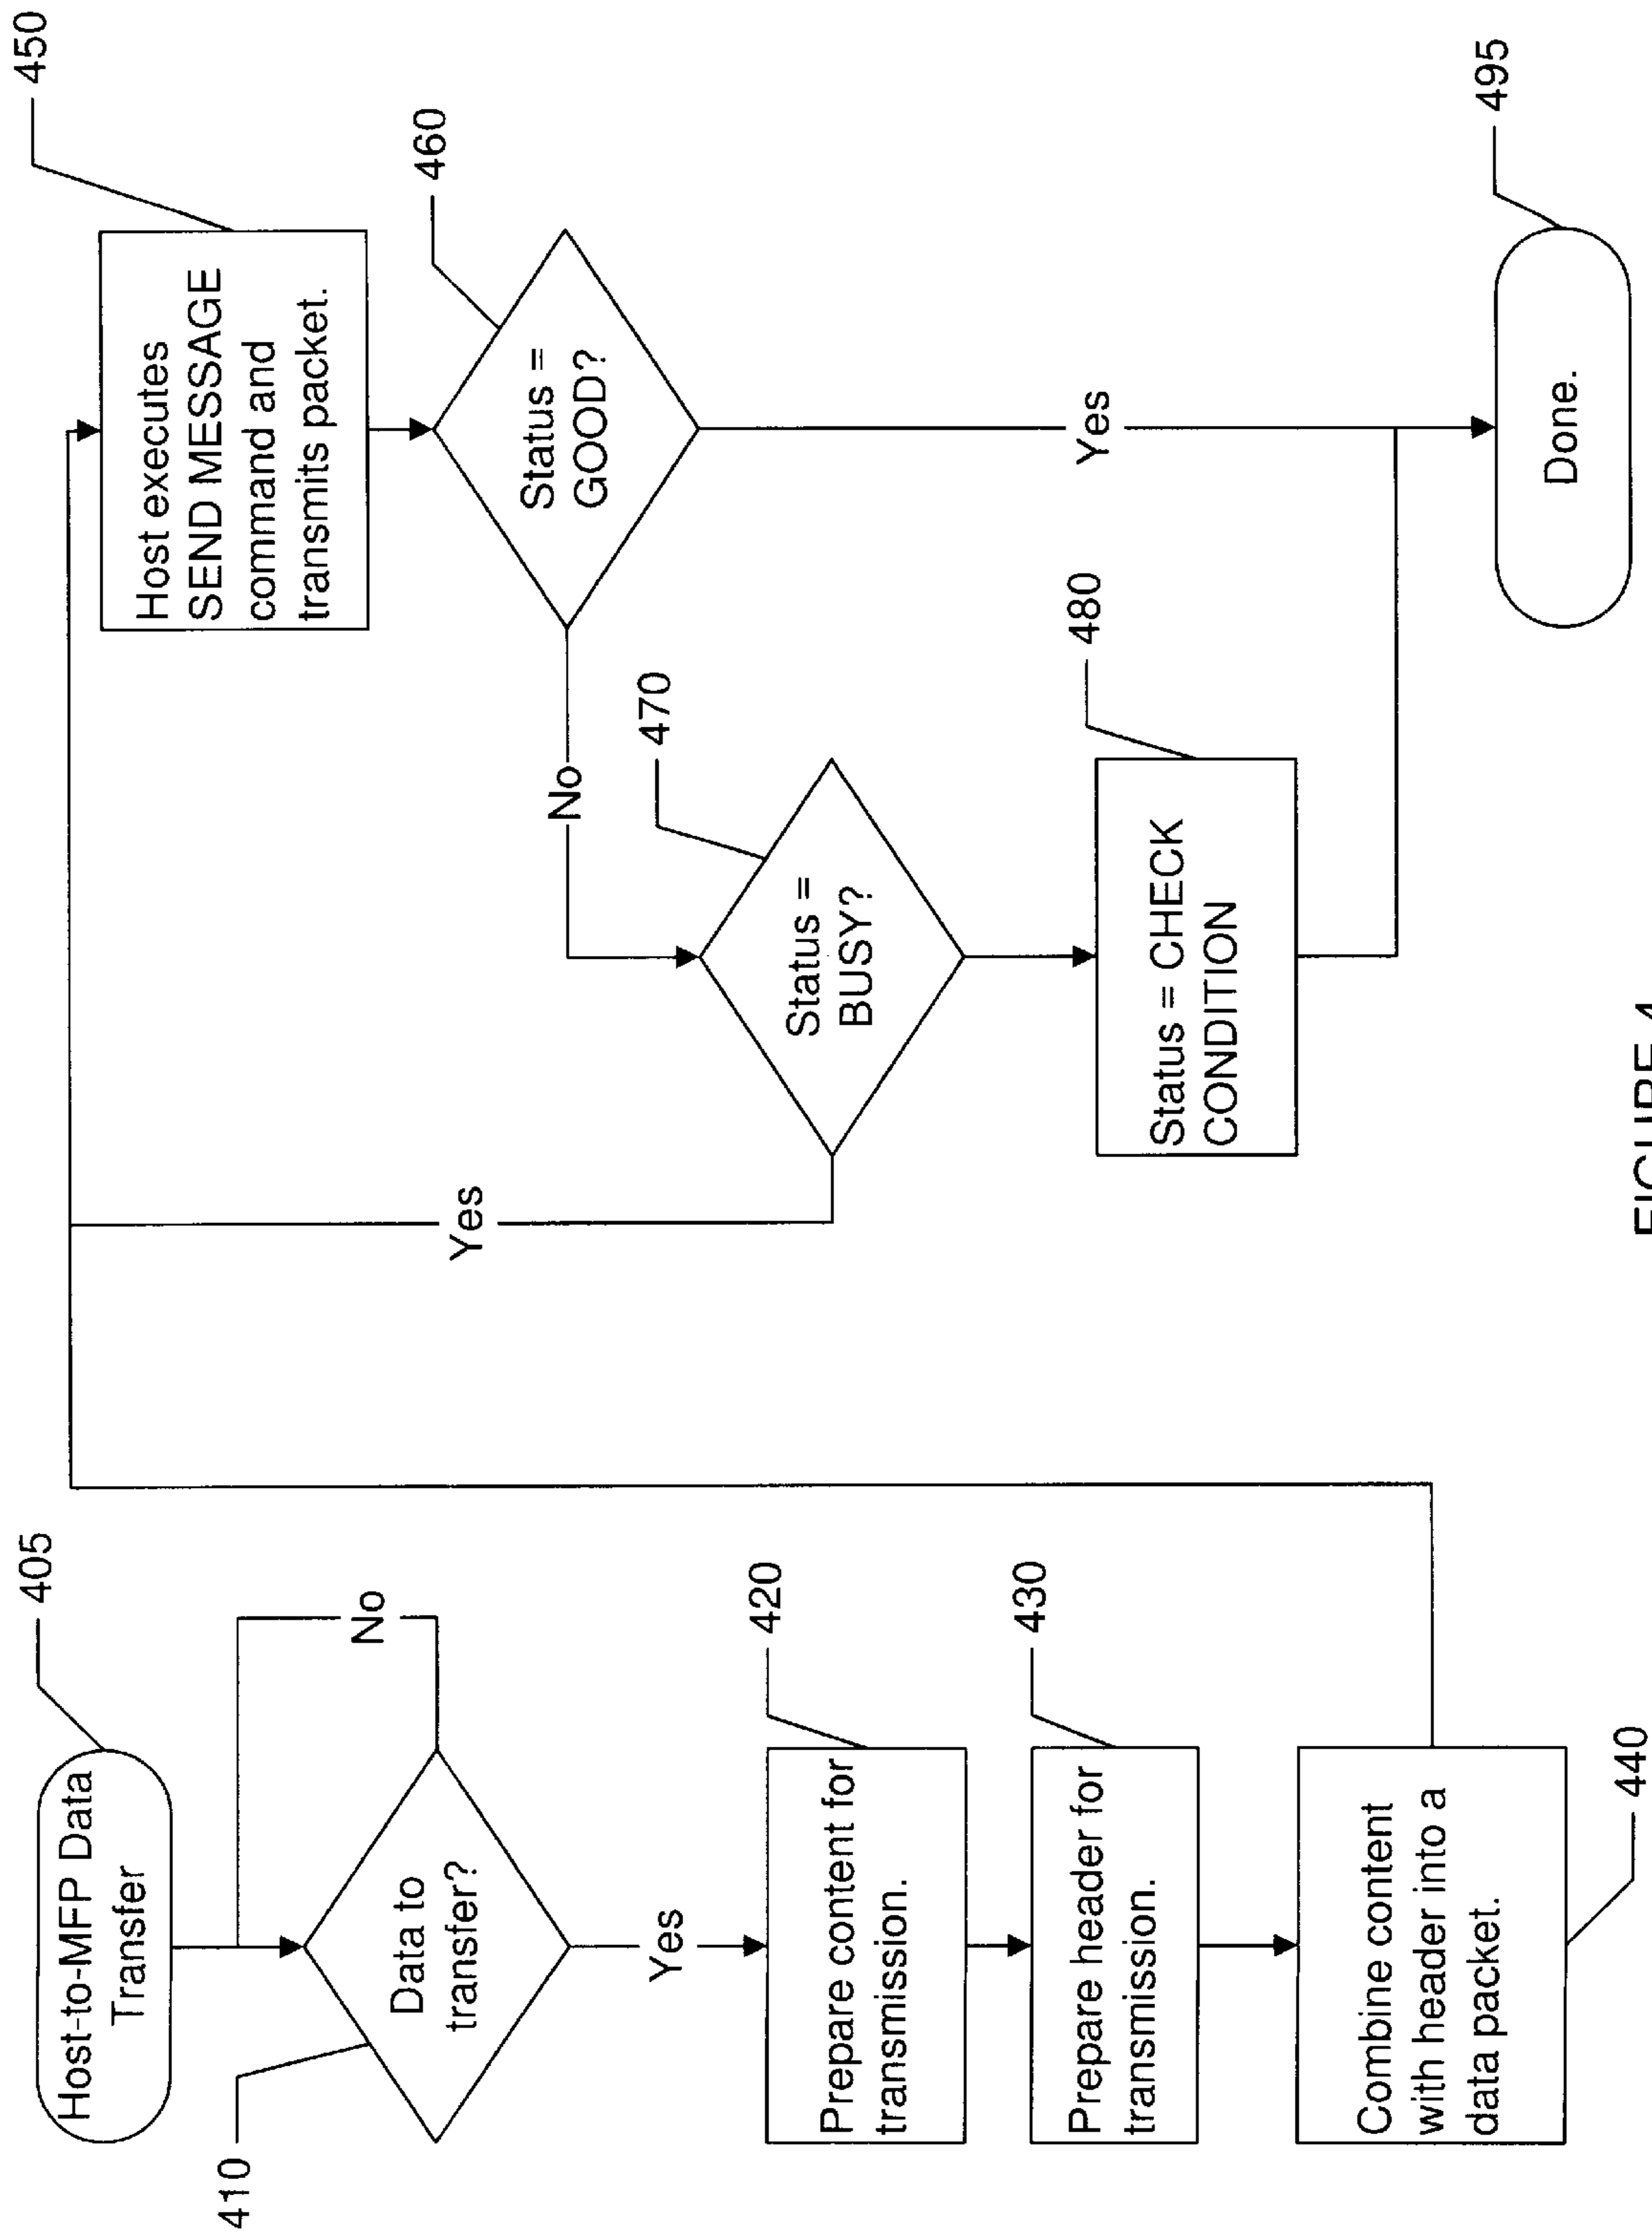 405
Host-to-MFP Data
Transfer
410
Data to
transfer?
No
Yes
420
Prepare content for
transmission.
430
Prepare header for
transmission.
Combine content
with header into a
data packet.
440
450
Host executes
SEND MESSAGE
command and
transmits packet.
460
Status =
GOOD?
No
Yes
470
Status =
BUSY?
Yes
480
Status = CHECK
CONDITION
495
Done.
FIGURE 4